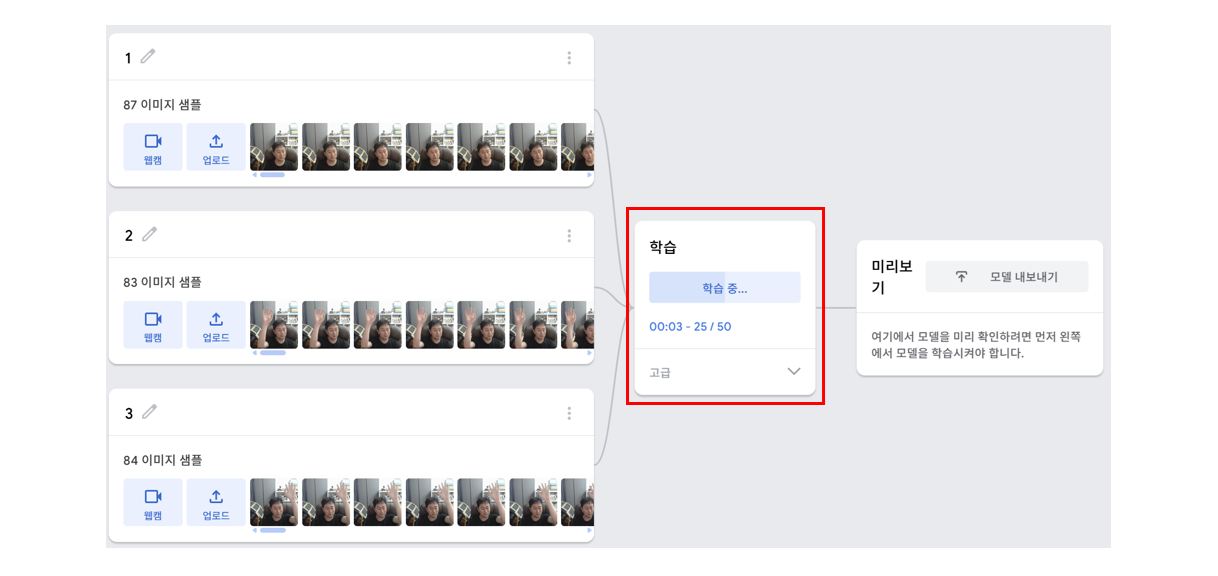 1
87 이미지 샘플
웹캠
업로드
2
83 이미지 샘플
웹캠
업로드
3
84 이미지 샘플
웹캠
업로드
학습
학습 중...
00:03 - 25 / 50
고급
미리보
기
모델 내보내기
여기에서 모델을 미리 확인하려면 먼저 왼쪽
에서 모델을 학습시켜야 합니다.